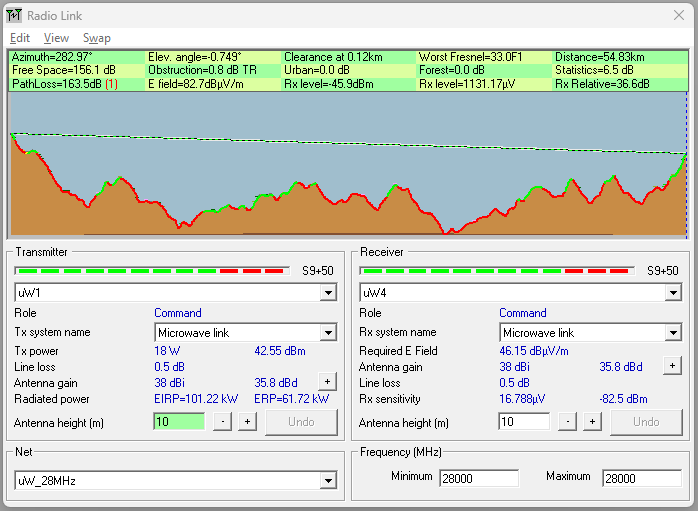 Radio Link
Edit View Swap
Azimuth=282.97° Elev. angle=-0.749° Clearance at 0.12km Worst Fresnel=33.0F1 Distance=54.83km
Free Space=156.1 dB Obstruction=0.8 dB TR Urban=0.0 dB Forest=0.0 dB Statistics=6.5 dB
PathLoss=163.5dB (1) E field=82.7dBµV/m Rx level=-45.9dBm Rx level=1131.17µV Rx Relative=36.6dB
Transmitter
S9+50
uW1
Role Command
Tx system name Microwave link
Tx power 18 W 42.55 dBm
Line loss 0.5 dB
Antenna gain 38 dBi 35.8 dBd +
Radiated power EIRP=101.22 kW ERP=61.72 kW
Antenna height (m) 10 - + Undo
Receiver
S9+50
uW4
Role Command
Rx system name Microwave link
Required E Field 46.15 dBµV/m
Antenna gain 38 dBi 35.8 dBd +
Line loss 0.5 dB
Rx sensitivity 16.788µV -82.5 dBm
Antenna height (m) 10 - + Undo
Net
uW_28MHz
Frequency (MHz)
Minimum 28000 Maximum 28000